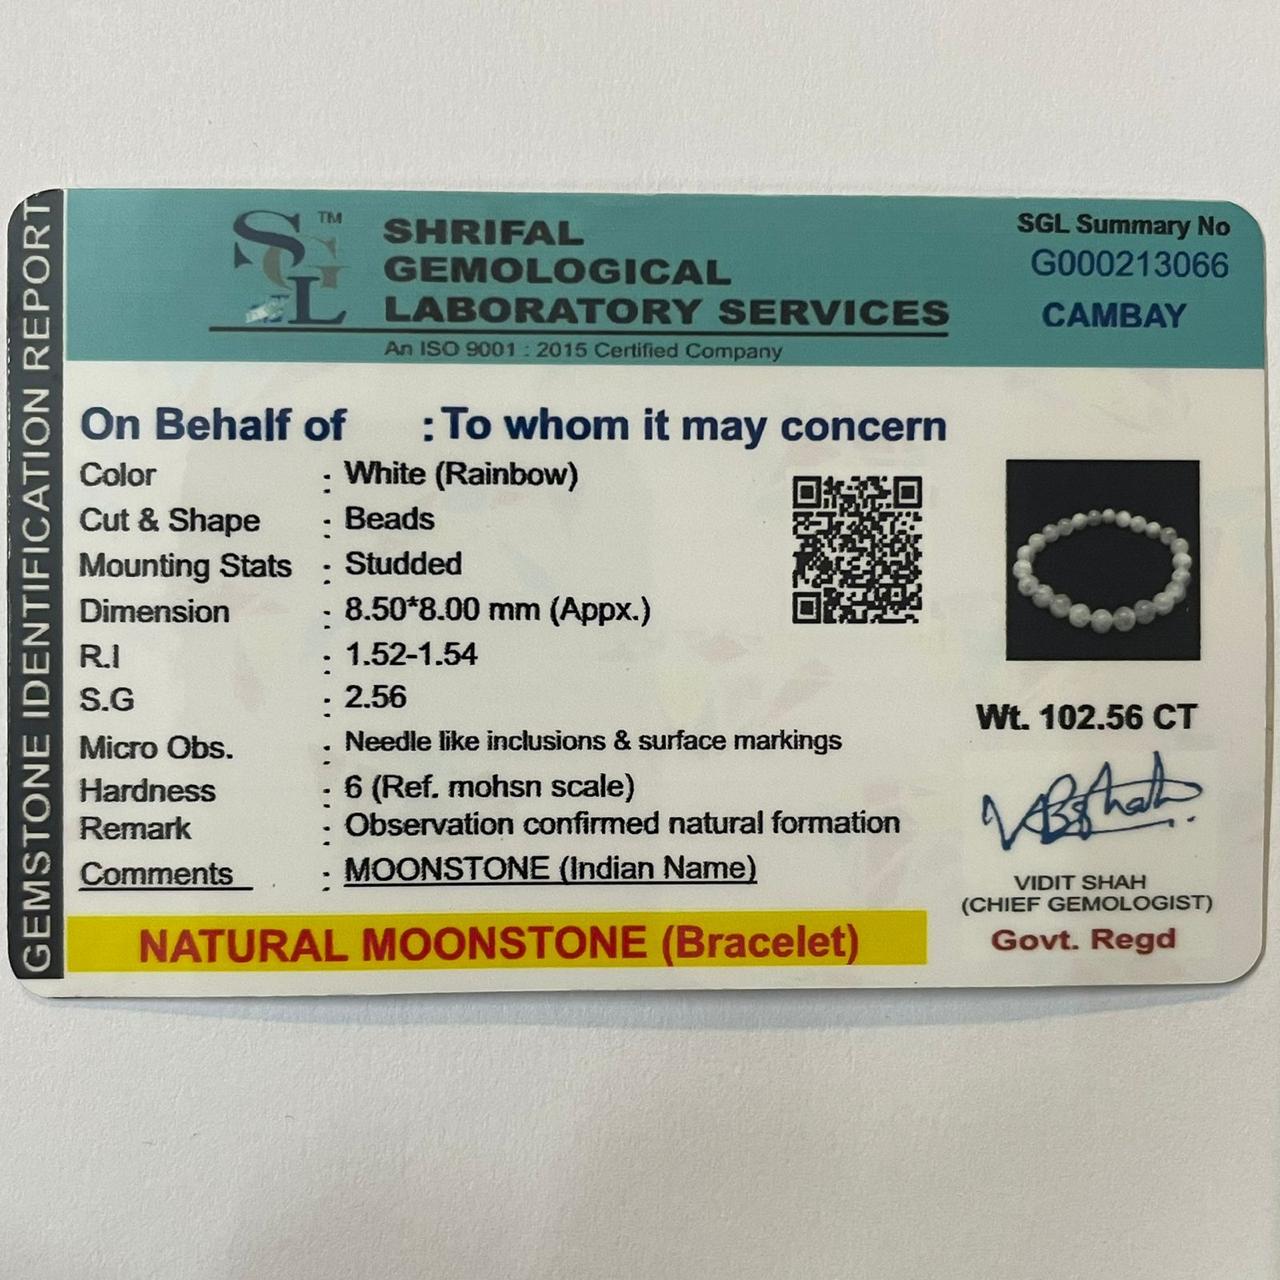 GEMSTONE IDENTIFICATION REPORT
SGL ™
SHRIFAL
GEMOLOGICAL
LABORATORY SERVICES
An ISO 9001 : 2015 Certified Company
SGL Summary No
G000213066
CAMBAY
On Behalf of : To whom it may concern
Color : White (Rainbow)
Cut & Shape : Beads
Mounting Stats : Studded
Dimension : 8.50*8.00 mm (Appx.)
R.I : 1.52-1.54
S.G : 2.56
Micro Obs. : Needle like inclusions & surface markings
Hardness : 6 (Ref. mohsn scale)
Remark : Observation confirmed natural formation
Comments : MOONSTONE (Indian Name)
NATURAL MOONSTONE (Bracelet)
Wt. 102.56 CT
VIDIT SHAH
(CHIEF GEMOLOGIST)
Govt. Regd